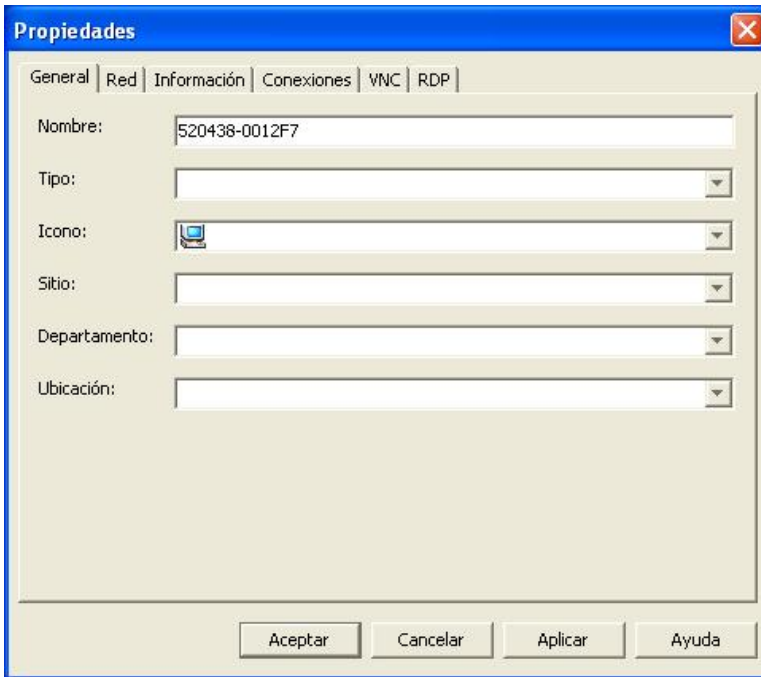 Propiedades
General Red Información Conexiones VNC RDP
Nombre: 520438-0012F7
Tipo:
Icono:
Sitio:
Departamento:
Ubicación:
Aceptar Cancelar Aplicar Ayuda